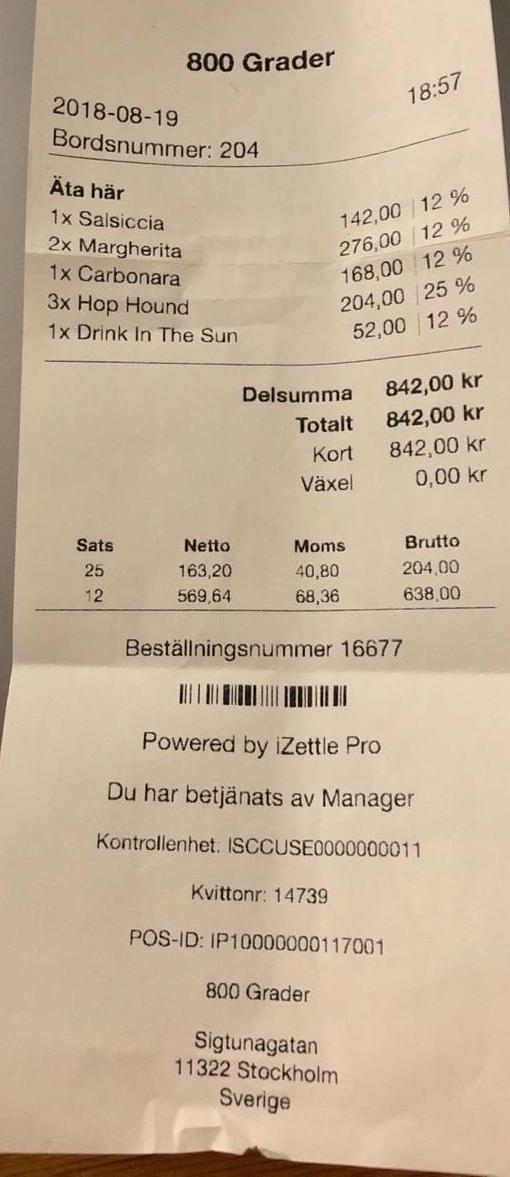 800 Grader
2018-08-19 18:57
Bordsnummer: 204
Äta här
1x Salsiccia 142,00 | 12 %
2x Margherita 276,00 | 12 %
1x Carbonara 168,00 | 12 %
3x Hop Hound 204,00 | 25 %
1x Drink In The Sun 52,00 | 12 %
Delsumma 842,00 kr
Totalt 842,00 kr
Kort 842,00 kr
Växel 0,00 kr
Sats Netto Moms Brutto
25 163,20 40,80 204,00
12 569,64 68,36 638,00
Beställningsnummer 16677
Powered by iZettle Pro
Du har betjänats av Manager
Kontrollenhet: ISCCUSE0000000011
Kvittonr: 14739
POS-ID: IP10000000117001
800 Grader
Sigtunagatan
11322 Stockholm
Sverige